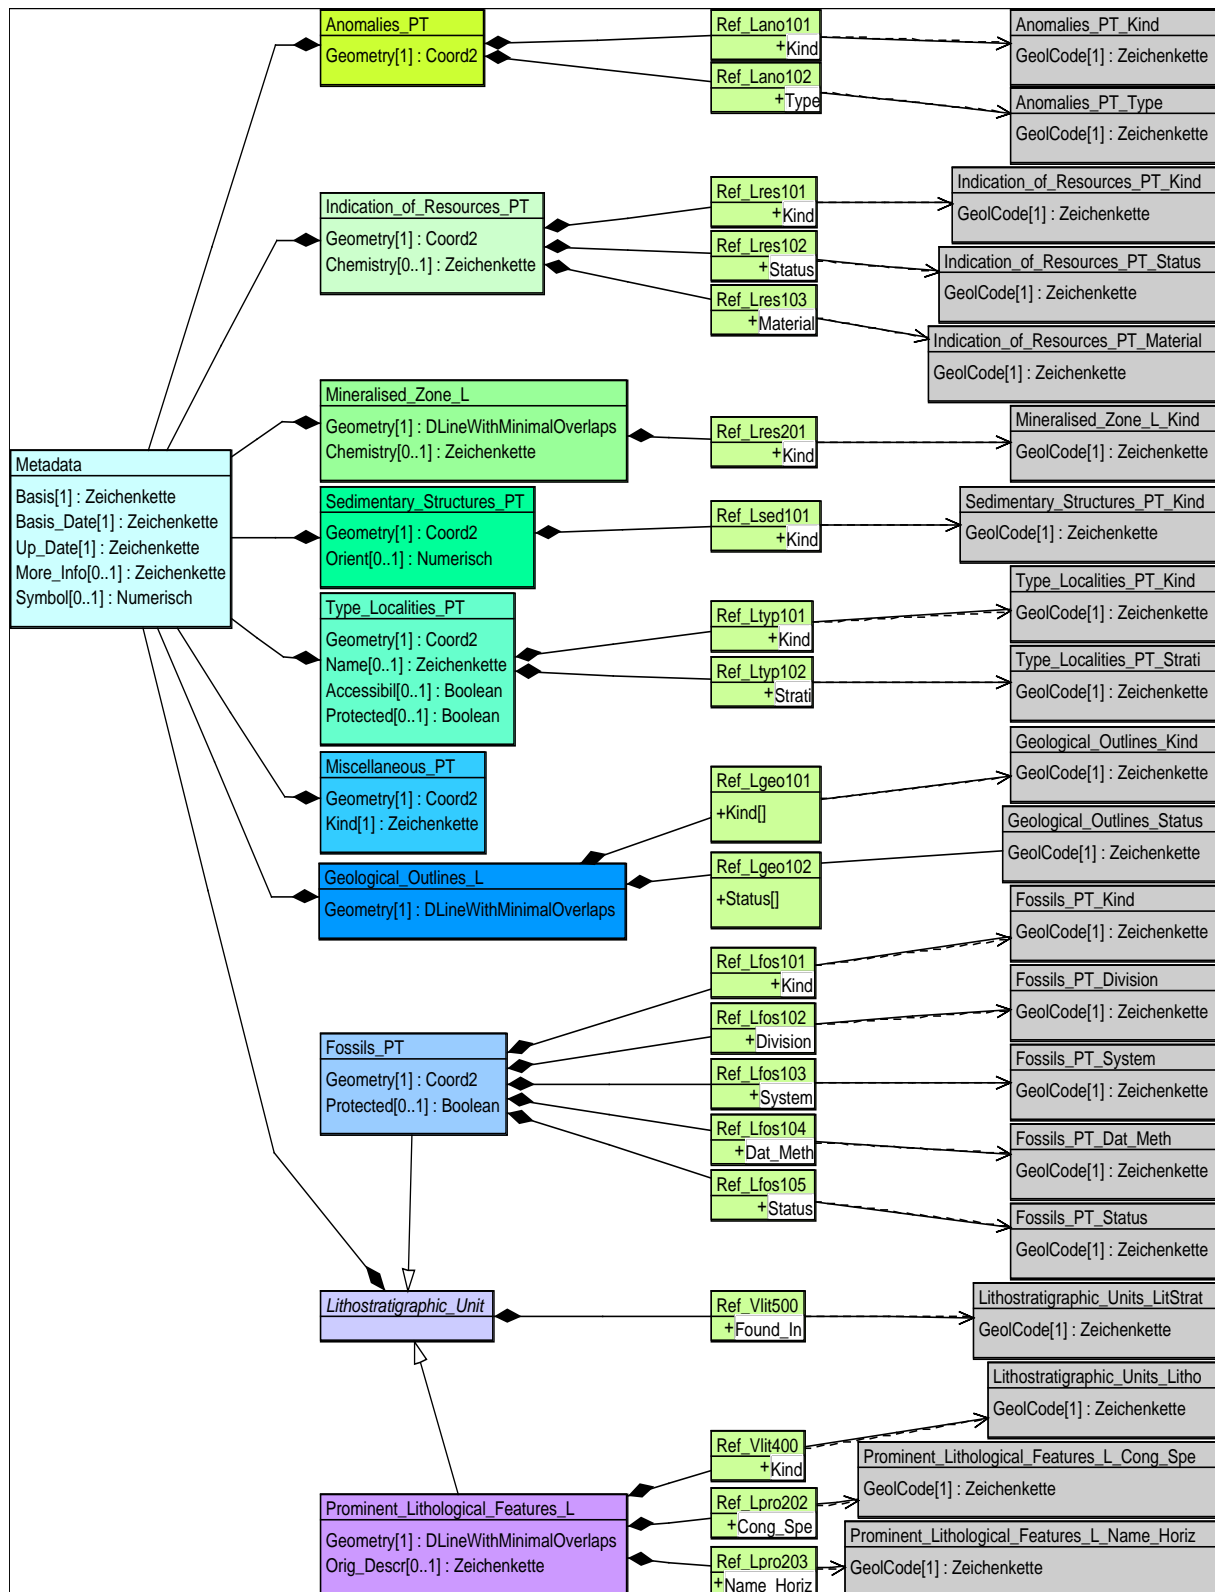 Metadata
Basis[1] : Zeichenkette
Basis_Date[1] : Zeichenkette
Up_Date[1] : Zeichenkette
More_Info[0..1] : Zeichenkette
Symbol[0..1] : Numerisch
Anomalies_PT
Geometry[1] : Coord2
Ref_Lano101
+Kind
Anomalies_PT_Kind
GeolCode[1] : Zeichenkette
Ref_Lano102
+Type
Anomalies_PT_Type
GeolCode[1] : Zeichenkette
Indication_of_Resources_PT
Geometry[1] : Coord2
Chemistry[0..1] : Zeichenkette
Ref_Lres101
+Kind
Indication_of_Resources_PT_Kind
GeolCode[1] : Zeichenkette
Ref_Lres102
+Status
Indication_of_Resources_PT_Status
GeolCode[1] : Zeichenkette
Ref_Lres103
+Material
Indication_of_Resources_PT_Material
GeolCode[1] : Zeichenkette
Mineralised_Zone_L
Geometry[1] : DLineWithMinimalOverlaps
Chemistry[0..1] : Zeichenkette
Ref_Lres201
+Kind
Mineralised_Zone_L_Kind
GeolCode[1] : Zeichenkette
Sedimentary_Structures_PT
Geometry[1] : Coord2
Orient[0..1] : Numerisch
Ref_Lsed101
+Kind
Sedimentary_Structures_PT_Kind
GeolCode[1] : Zeichenkette
Type_Localities_PT
Geometry[1] : Coord2
Name[0..1] : Zeichenkette
Accessibil[0..1] : Boolean
Protected[0..1] : Boolean
Ref_Ltyp101
+Kind
Type_Localities_PT_Kind
GeolCode[1] : Zeichenkette
Ref_Ltyp102
+Strati
Type_Localities_PT_Strati
GeolCode[1] : Zeichenkette
Miscellaneous_PT
Geometry[1] : Coord2
Kind[1] : Zeichenkette
Geological_Outlines_L
Geometry[1] : DLineWithMinimalOverlaps
Ref_Lgeo101
+Kind[]
Geological_Outlines_Kind
GeolCode[1] : Zeichenkette
Ref_Lgeo102
+Status[]
Geological_Outlines_Status
GeolCode[1] : Zeichenkette
Fossils_PT
Geometry[1] : Coord2
Protected[0..1] : Boolean
Ref_Lfos101
+Kind
Fossils_PT_Kind
GeolCode[1] : Zeichenkette
Ref_Lfos102
+Division
Fossils_PT_Division
GeolCode[1] : Zeichenkette
Ref_Lfos103
+System
Fossils_PT_System
GeolCode[1] : Zeichenkette
Ref_Lfos104
+Dat_Meth
Fossils_PT_Dat_Meth
GeolCode[1] : Zeichenkette
Ref_Lfos105
+Status
Fossils_PT_Status
GeolCode[1] : Zeichenkette
Lithostratigraphic_Unit
Ref_Vlit500
+Found_In
Lithostratigraphic_Units_LitStrat
GeolCode[1] : Zeichenkette
Prominent_Lithological_Features_L
Geometry[1] : DLineWithMinimalOverlaps
Orig_Descr[0..1] : Zeichenkette
Ref_Vlit400
+Kind
Lithostratigraphic_Units_Litho
GeolCode[1] : Zeichenkette
Ref_Lpro202
+Cong_Spe
Prominent_Lithological_Features_L_Cong_Spe
GeolCode[1] : Zeichenkette
Ref_Lpro203
+Name_Horiz
Prominent_Lithological_Features_L_Name_Horiz
GeolCode[1] : Zeichenkette